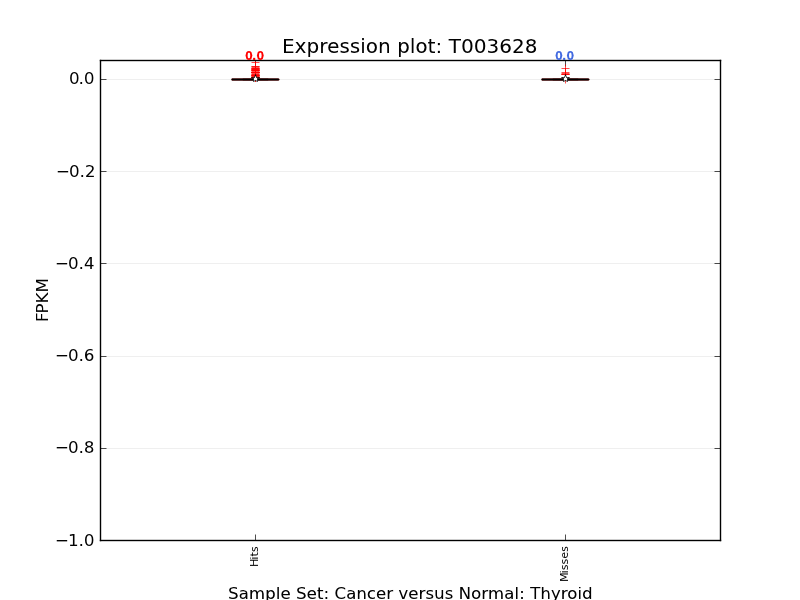 Expression plot: T003628
0.0
0.0
0.0
−0.2
−0.4
−0.6
−0.8
−1.0
FPKM
Hits
Misses
Sample Set: Cancer versus Normal: Thyroid